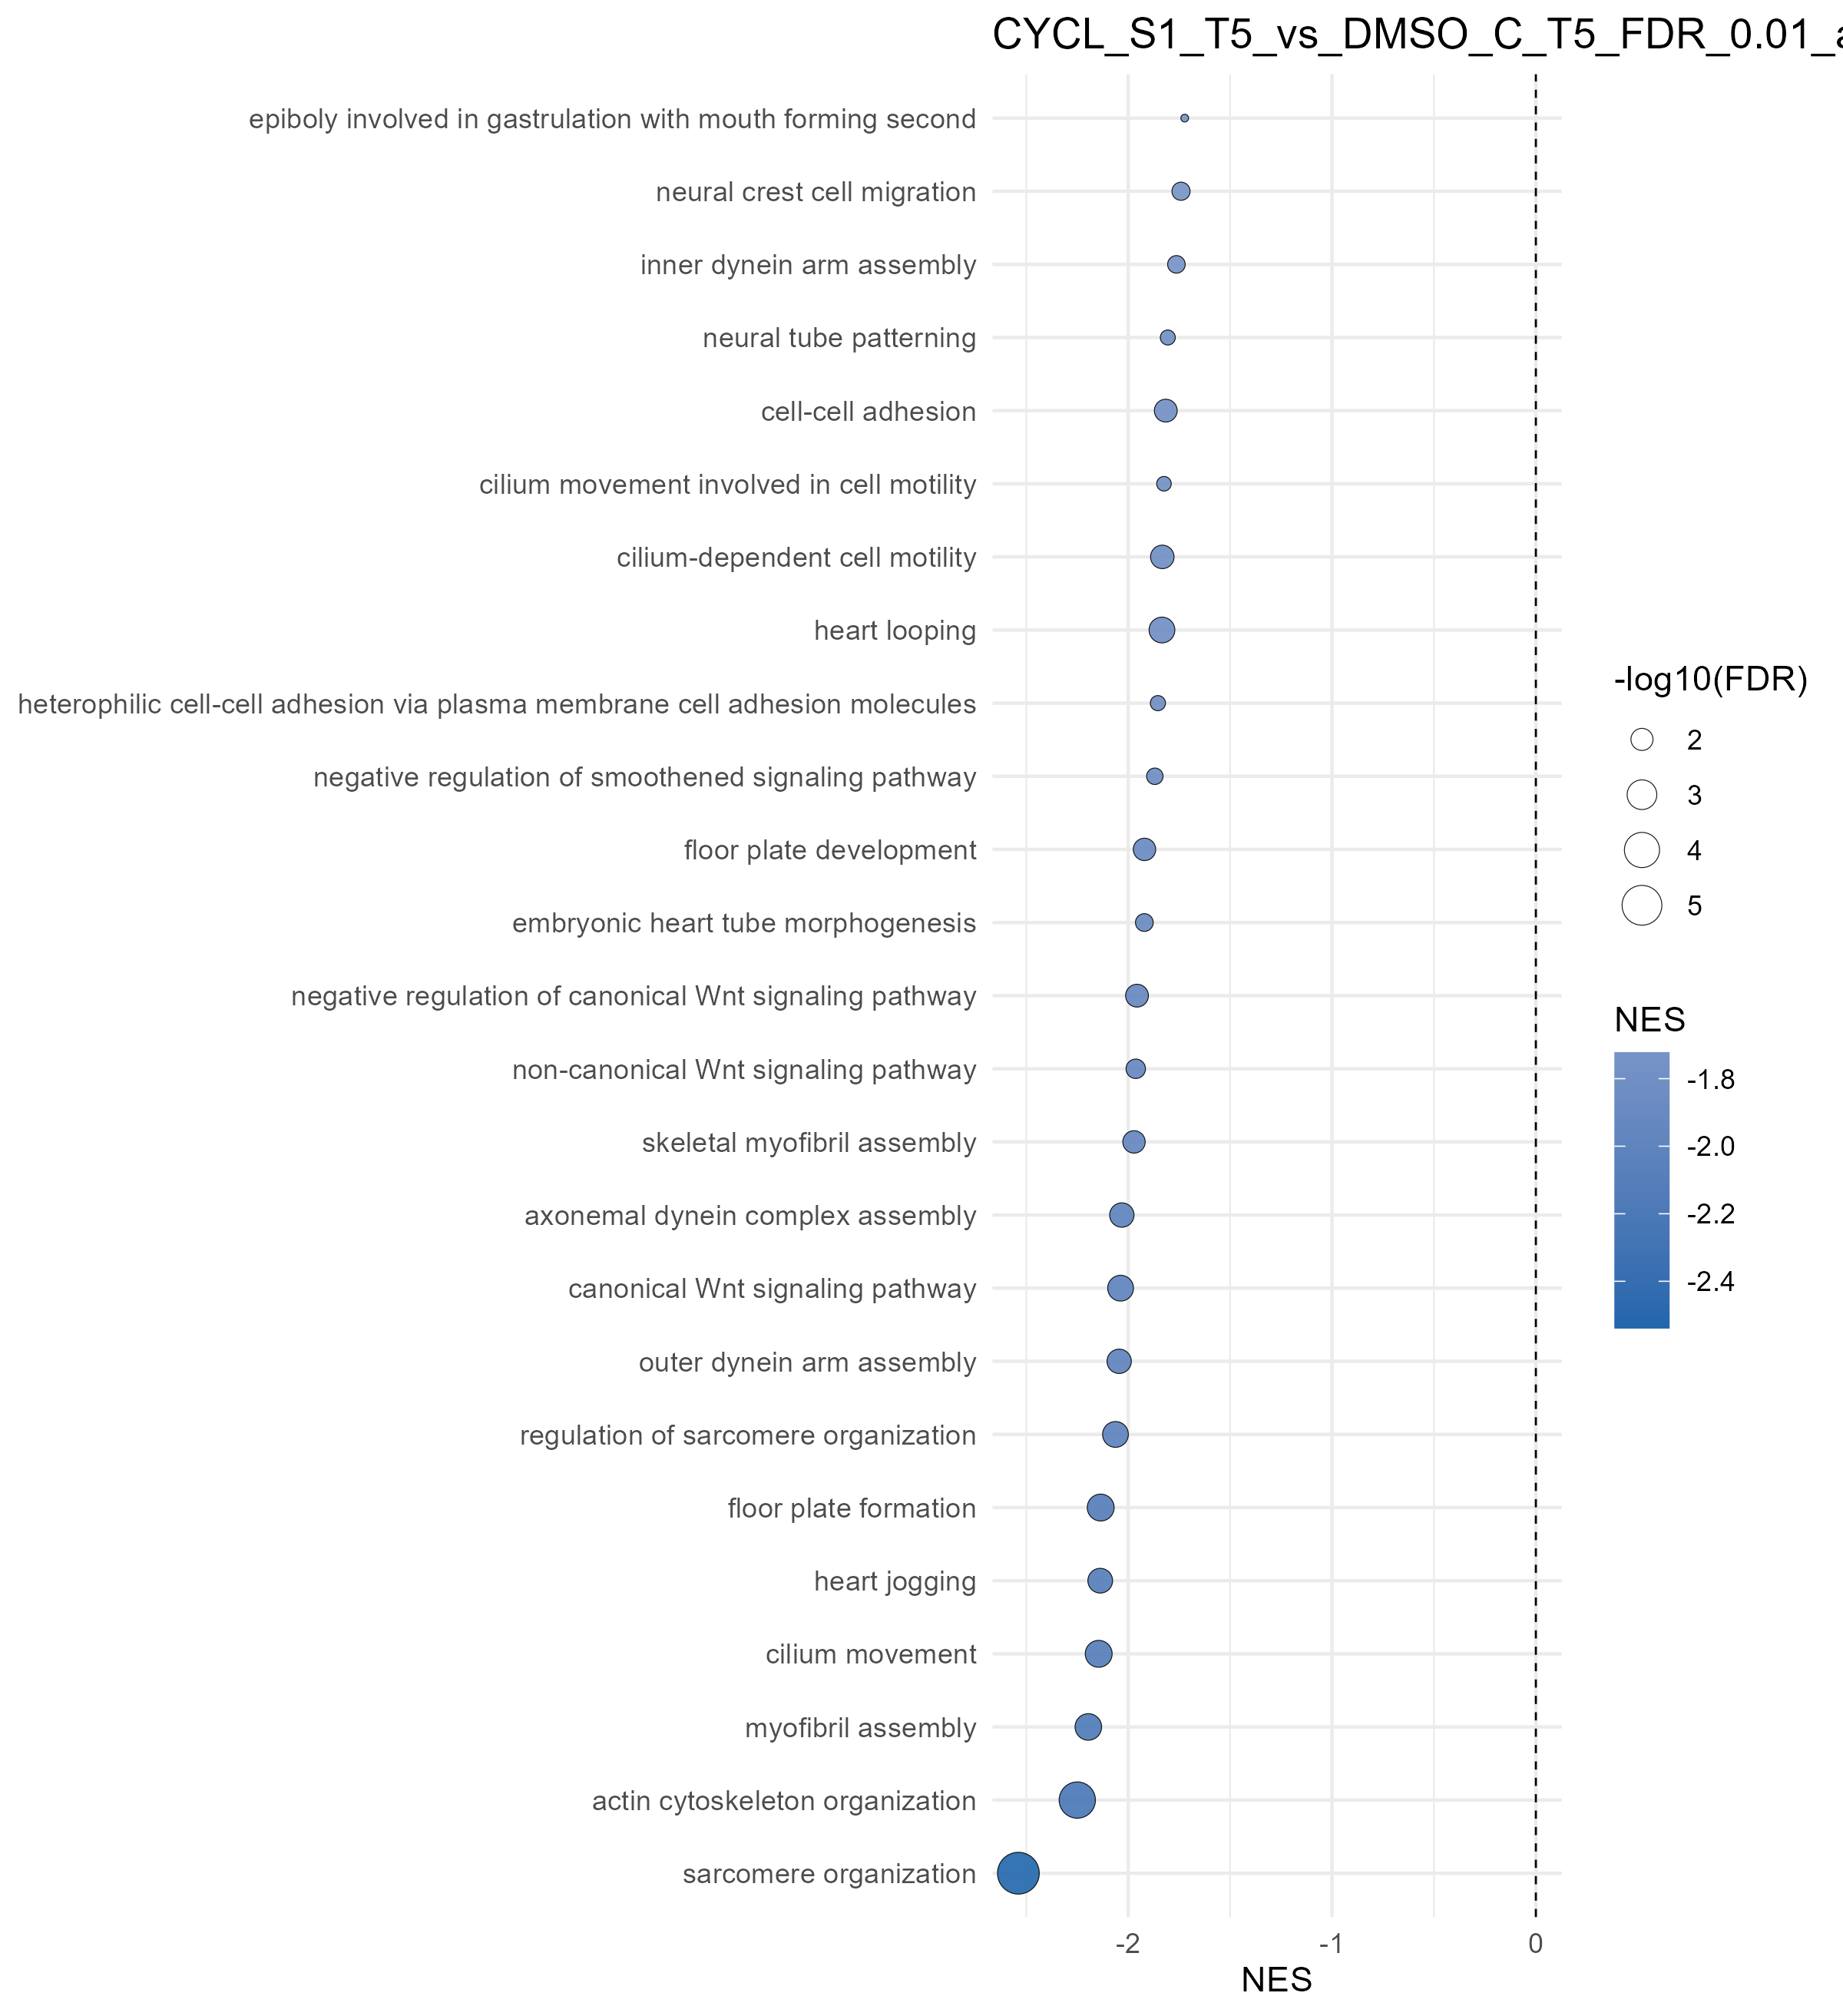 CYCL_S1_T5_vs_DMSO_C_T5_FDR_0.01_a
epiboly involved in gastrulation with mouth forming second
neural crest cell migration
inner dynein arm assembly
neural tube patterning
cell-cell adhesion
cilium movement involved in cell motility
cilium-dependent cell motility
heart looping
heterophilic cell-cell adhesion via plasma membrane cell adhesion molecules
negative regulation of smoothened signaling pathway
floor plate development
embryonic heart tube morphogenesis
negative regulation of canonical Wnt signaling pathway
non-canonical Wnt signaling pathway
skeletal myofibril assembly
axonemal dynein complex assembly
canonical Wnt signaling pathway
outer dynein arm assembly
regulation of sarcomere organization
floor plate formation
heart jogging
cilium movement
myofibril assembly
actin cytoskeleton organization
sarcomere organization
-2
-1
0
NES
-log10(FDR)
2
3
4
5
NES
-1.8
-2.0
-2.2
-2.4